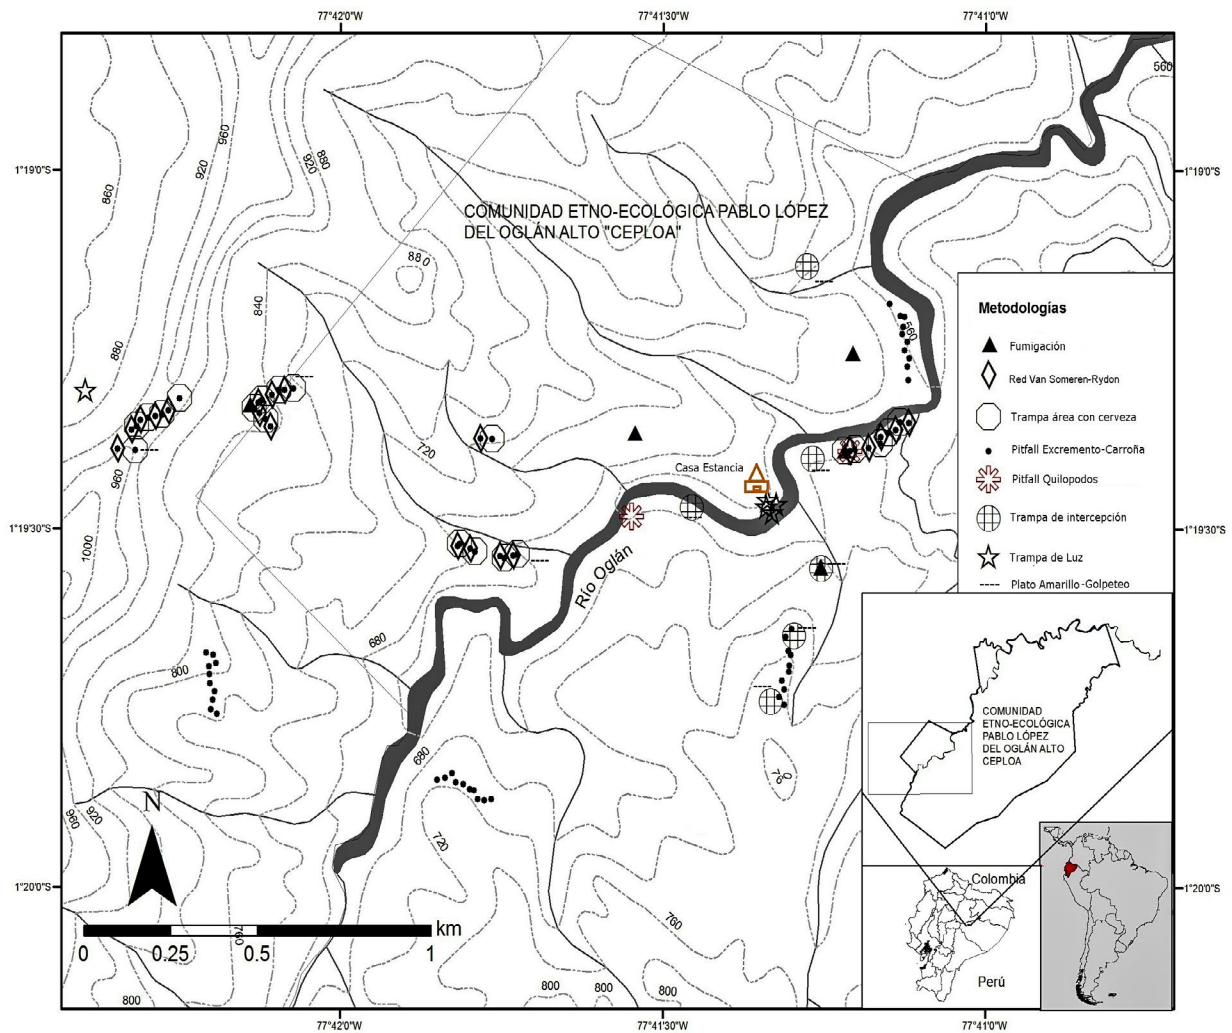 77°42'0"W
77°41'30"W
77°41'0"W
560
960
920
880
920
1°19'0"S
1°19'0"S
860
COMUNIDAD ETNO-ECOLÓGICA PABLO LÓPEZ
DEL OGLÁN ALTO "CEPLOA"
880
840
560
880
Metodologías
Fumigación
Red Van Someren-Rydon
Trampa área con cerveza
Pitfall Excremento-Carroña
Pitfall Quilopodos
Trampa de intercepción
Trampa de Luz
Plato Amarillo-Golpeteo
720
Casa Estancia
960
1°19'30"S
1°19'30"S
1000
Río Oglán
680
800
680
760
COMUNIDAD
ETNO-ECOLÓGICA
PABLO LÓPEZ
DEL OGLÁN ALTO
CEPLOA
N
960
920
720
1°20'0"S
1°20'0"S
Colombia
Perú
760
760
km
0
0.25
0.5
1
800
800
800
800
77°42'0"W
77°41'30"W
77°41'0"W